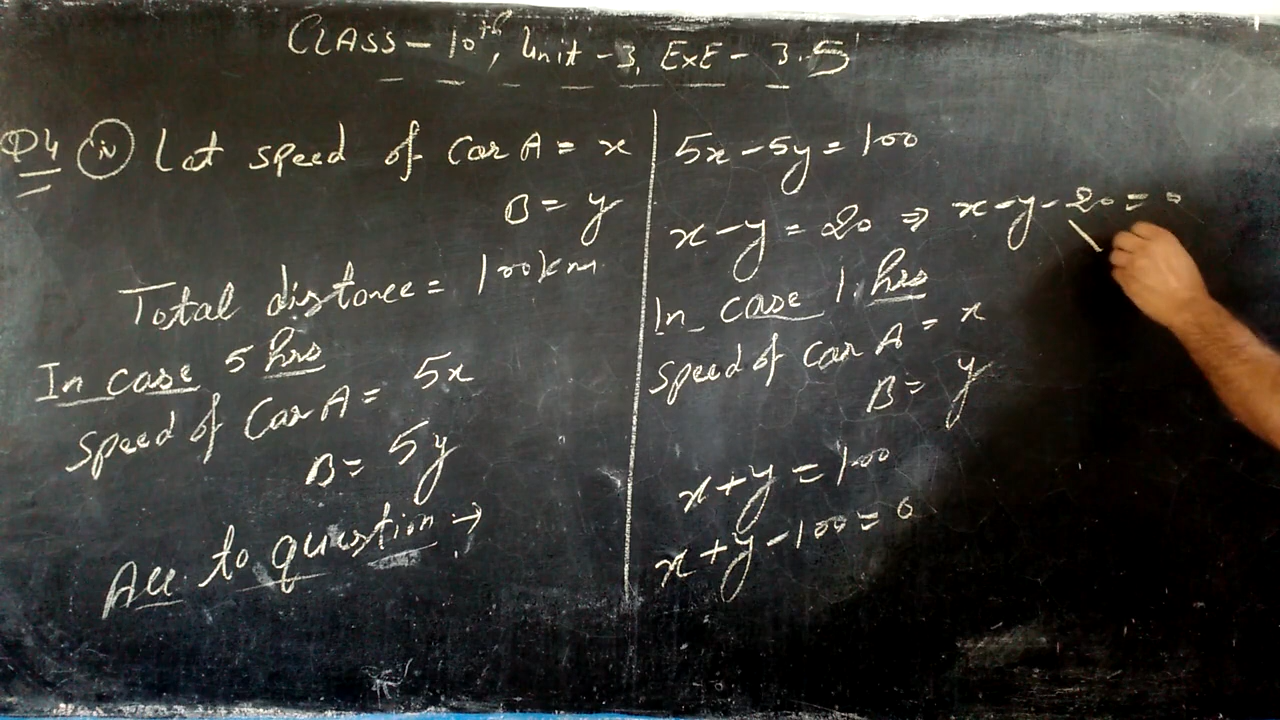 CLASS - 10th, Unit - 3, EXE - 3.5
Q4 (iv) Let speed of Car A = x
B = y
Total distance = 100km
In case 5 hrs
Speed of Car A = 5x
B = 5y
Acc. to question :→
5x - 5y = 100
x - y = 20 ⇒ x - y - 20 = 0
In case 1 hrs
Speed of Car A = x
B = y
x + y = 100
x + y - 100 = 0